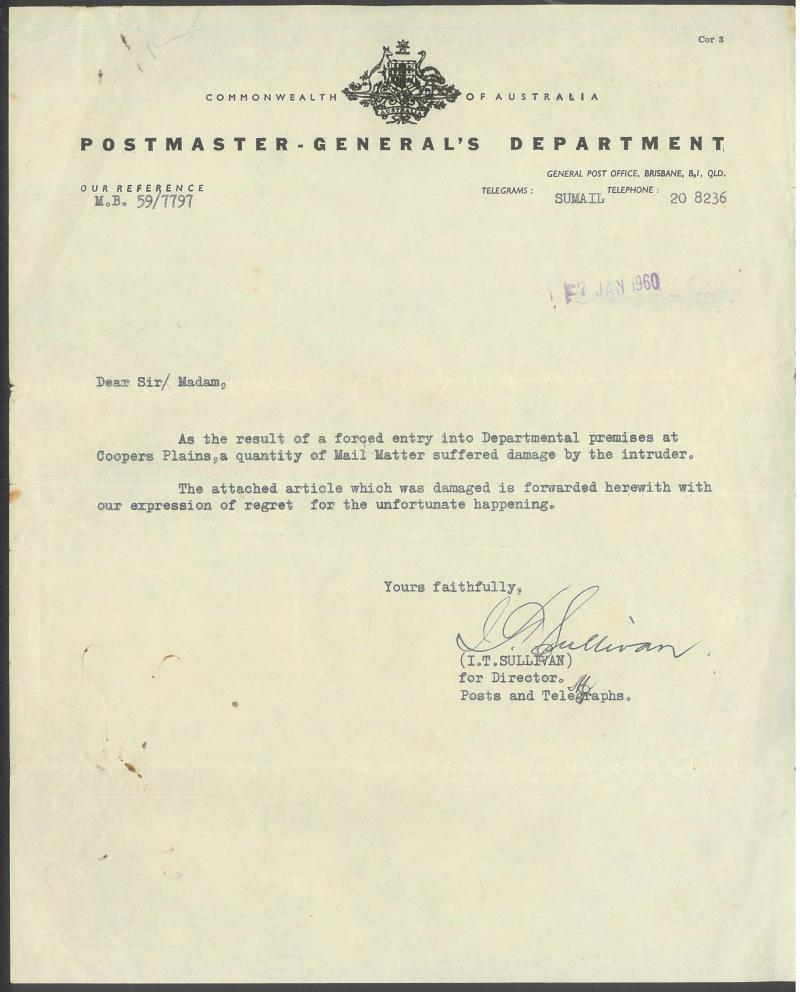 Cor 3
COMMONWEALTH OF AUSTRALIA
AUSTRALIA
POSTMASTER-GENERAL'S DEPARTMENT
GENERAL POST OFFICE, BRISBANE, B,1, QLD.
OUR REFERENCE
M.B. 59/7797
TELEGRAMS: SUMAIL TELEPHONE: 20 8236
7 JAN 1960
Dear Sir/ Madam,
As the result of a forced entry into Departmental premises at
Coopers Plains,a quantity of Mail Matter suffered damage by the intruder.
The attached article which was damaged is forwarded herewith with
our expression of regret for the unfortunate happening.
Yours faithfully,
I.T. Sullivan.
(I.T.SULLIVAN)
for Director.
Posts and Telegraphs.